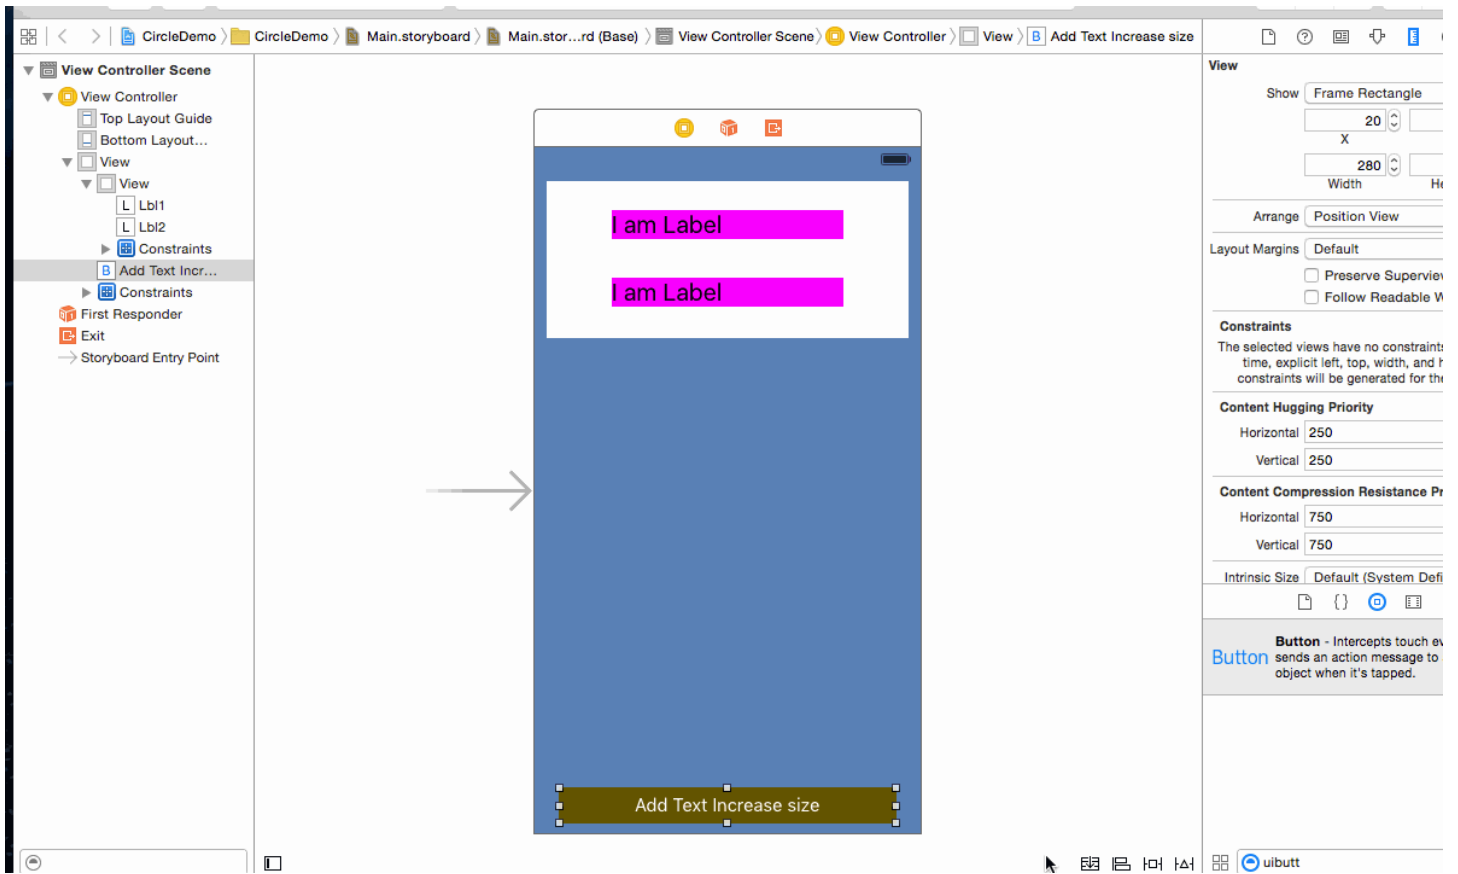 CircleDemo
CircleDemo
Main.storyboard
Main.stor...rd (Base)
View Controller Scene
View Controller
View
B Add Text Increase size
View Controller Scene
View Controller
Top Layout Guide
Bottom Layout...
View
View
L Lbl1
L Lbl2
Constraints
B Add Text Incr...
Constraints
First Responder
Exit
Storyboard Entry Point
I am Label
I am Label
Add Text Increase size
View
Show Frame Rectangle
20
X
280
Width He
Arrange Position View
Layout Margins Default
Preserve Supervie
Follow Readable W
Constraints
The selected views have no constraints
time, explicit left, top, width, and h
constraints will be generated for the
Content Hugging Priority
Horizontal 250
Vertical 250
Content Compression Resistance Pr
Horizontal 750
Vertical 750
Intrinsic Size Default (System Defi
{}
Button
Button - Intercepts touch ev
sends an action message to
object when it's tapped.
uibutt